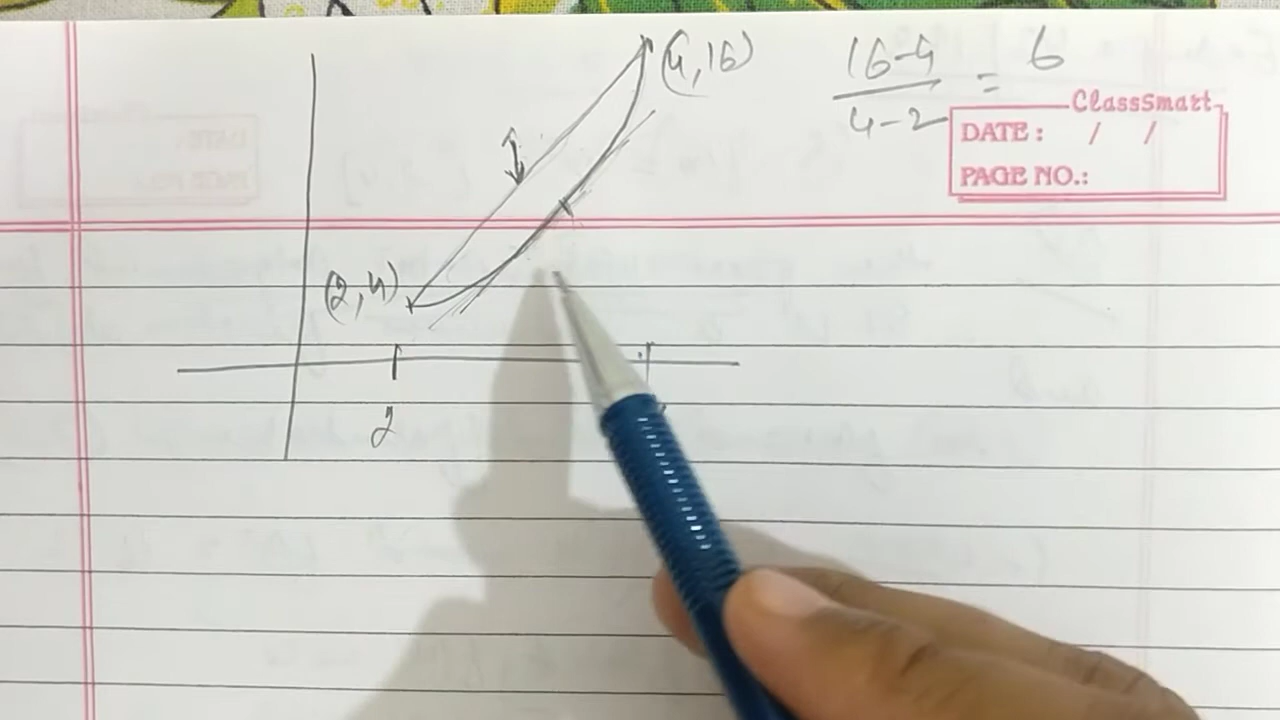 (4,16)
16-4
4-2
= 6
ClassSmart
DATE: / /
PAGE NO.:
(2,4)
2